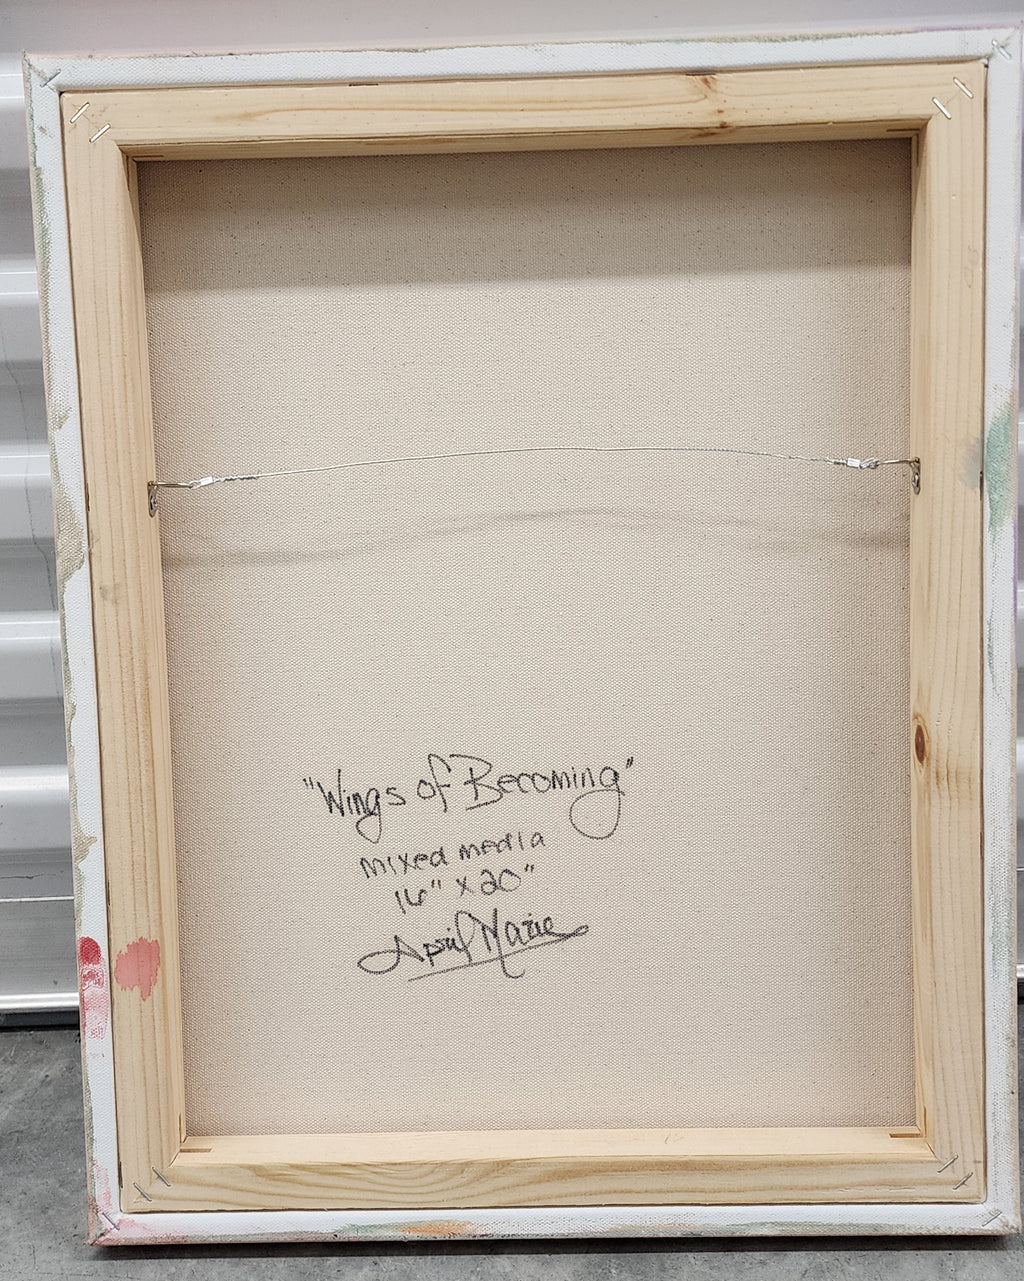 "Wings of Becoming"
mixed media
16" x 20"
April Marie